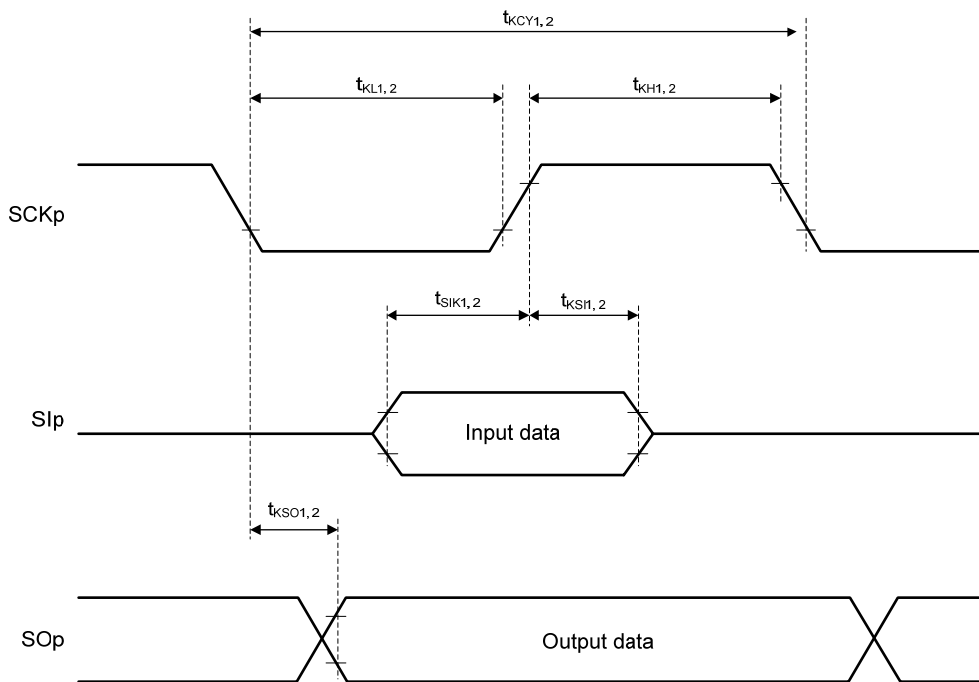 tKCY1, 2
tKL1, 2
tKH1, 2
SCKp
tSIK1, 2
tKSI1, 2
SIp
Input data
tKSO1, 2
SOp
Output data